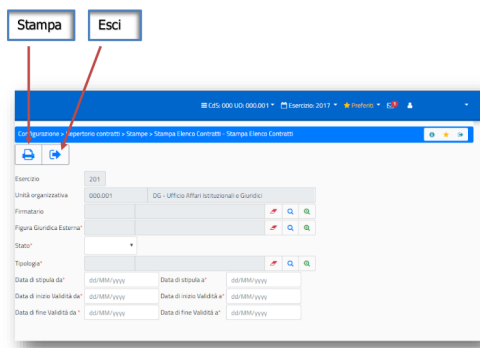 Stampa Esci
CdS: 000 UO: 000.001 Esercizio: 2017 Preferiti
Configurazione > Repertorio contratti > Stampe > Stampa Elenco Contratti - Stampa Elenco Contratti
Esercizio 201
Unità organizzativa 000.001 DG - Ufficio Affari Istituzionali e Giuridici
Firmatario
Figura Giuridica Esterna*
Stato*
Tipologia*
Data di stipula da* dd/MM/yyyy Data di stipula a* dd/MM/yyyy
Data di inizio Validità da* dd/MM/yyyy Data di inizio Validità a* dd/MM/yyyy
Data di fine Validità da * dd/MM/yyyy Data di fine Validità a* dd/MM/yyyy